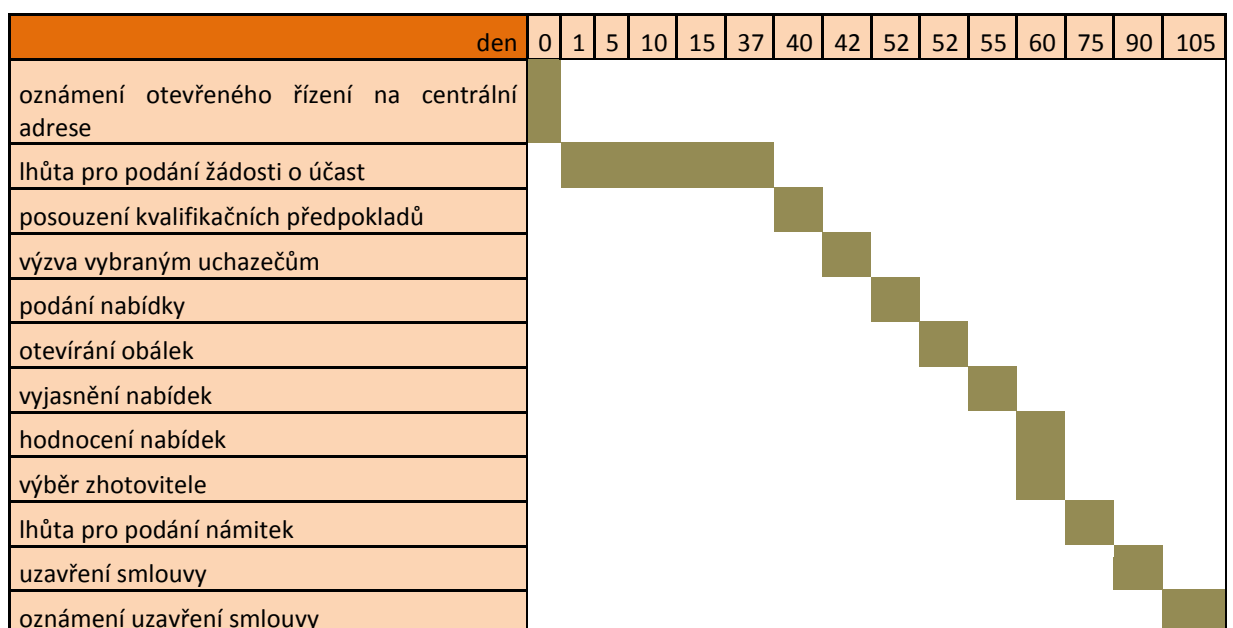 den 0 1 5 10 15 37 40 42 52 52 55 60 75 90 105
oznámení otevřeného řízení na centrální
adrese
lhůta pro podání žádosti o účast
posouzení kvalifikačních předpokladů
výzva vybraným uchazečům
podání nabídky
otevírání obálek
vyjasnění nabídek
hodnocení nabídek
výběr zhotovitele
lhůta pro podání námitek
uzavření smlouvy
oznámení uzavření smlouvy